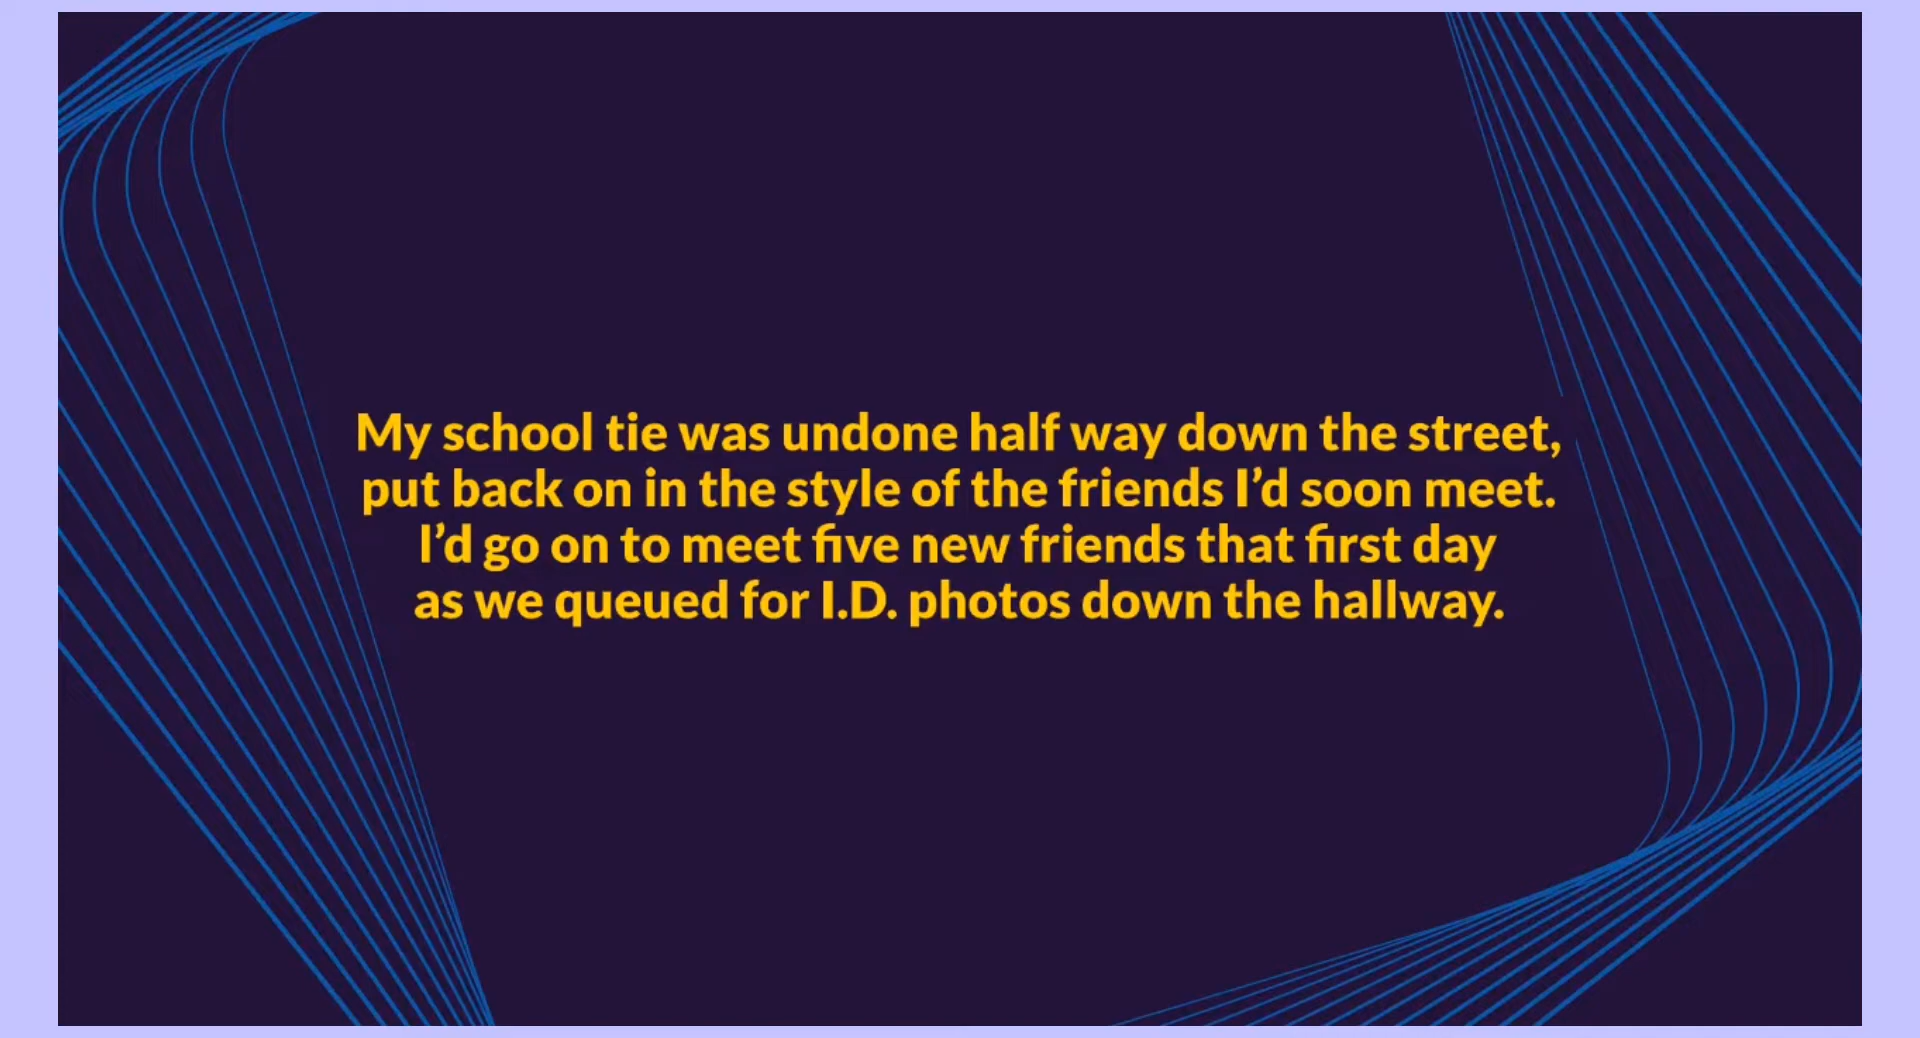 My school tie was undone half way down the street,
put back on in the style of the friends I’d soon meet.
I’d go on to meet five new friends that first day
as we queued for I.D. photos down the hallway.